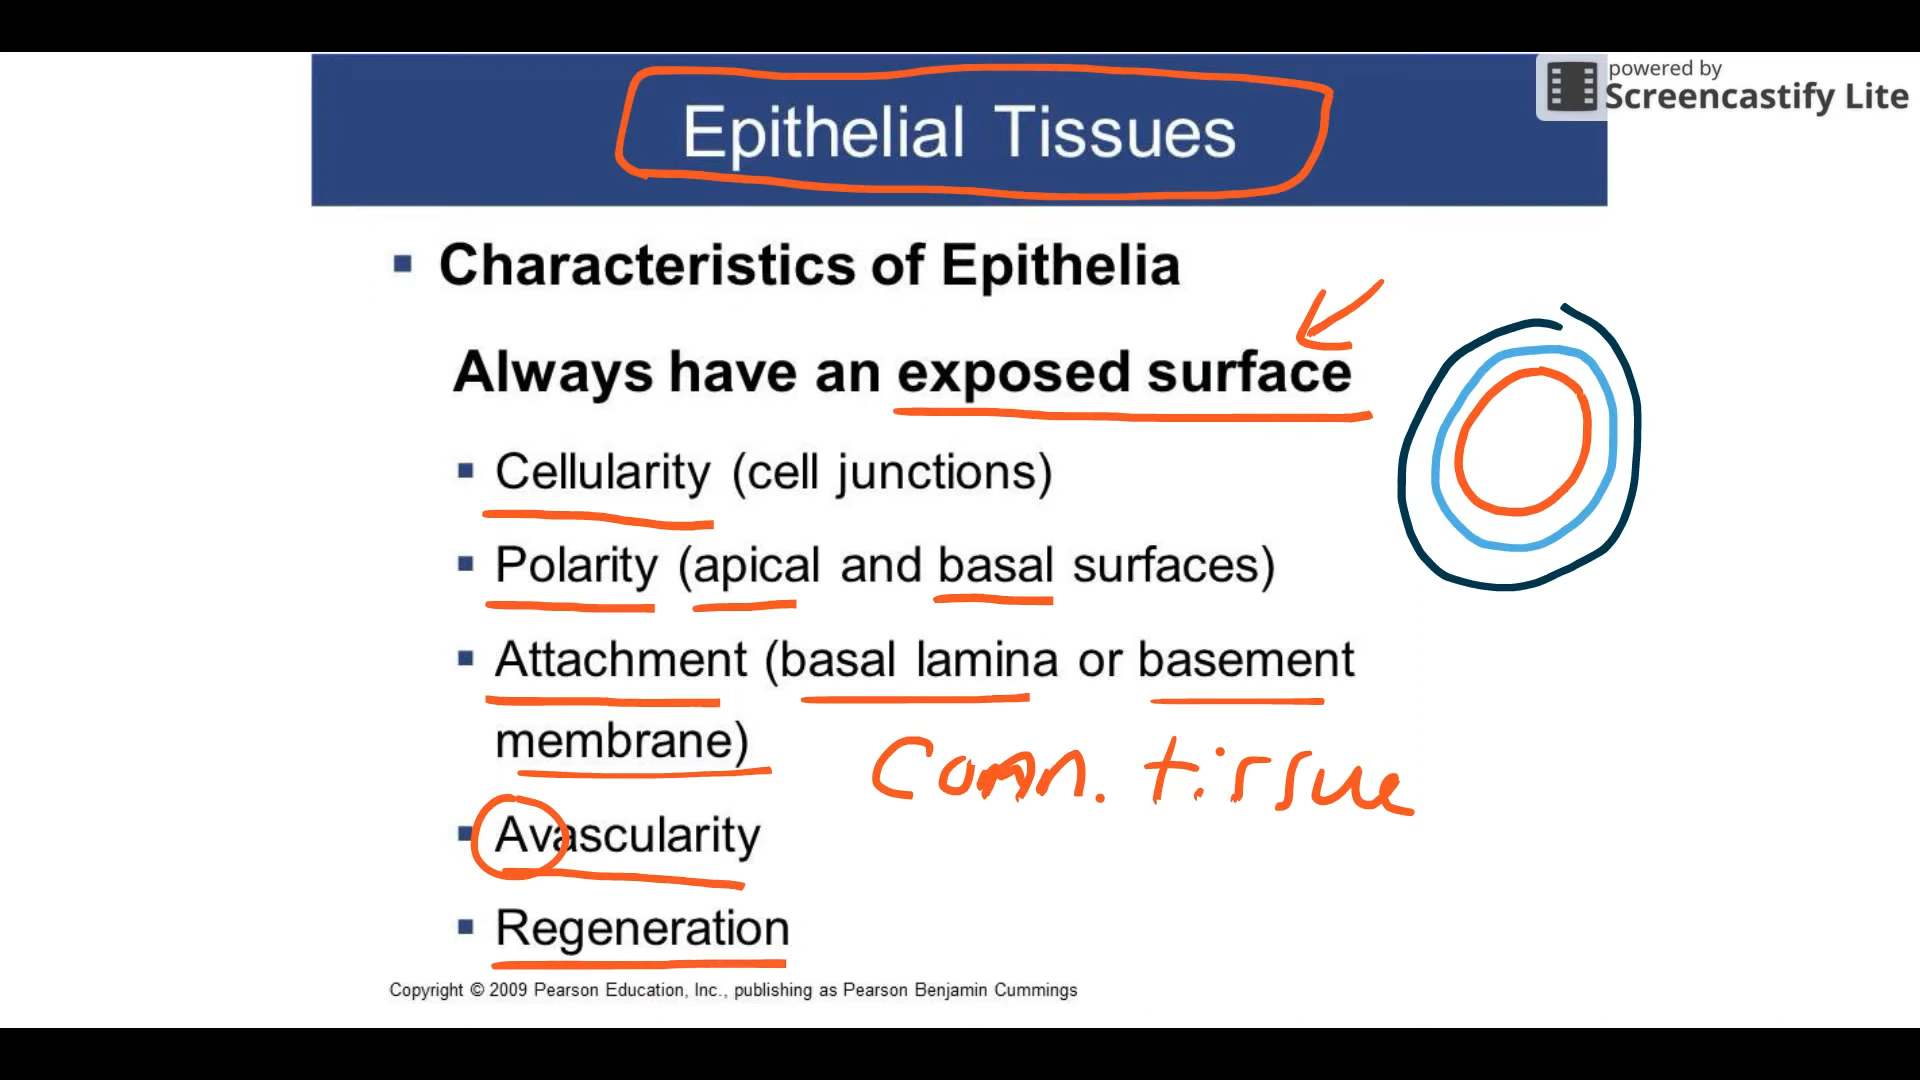 powered by
Screencastify Lite
Epithelial Tissues
Characteristics of Epithelia
Always have an exposed surface
Cellularity (cell junctions)
Polarity (apical and basal surfaces)
Attachment (basal lamina or basement
membrane)
Conn. tissue
Avascularity
Regeneration
Copyright © 2009 Pearson Education, Inc., publishing as Pearson Benjamin Cummings